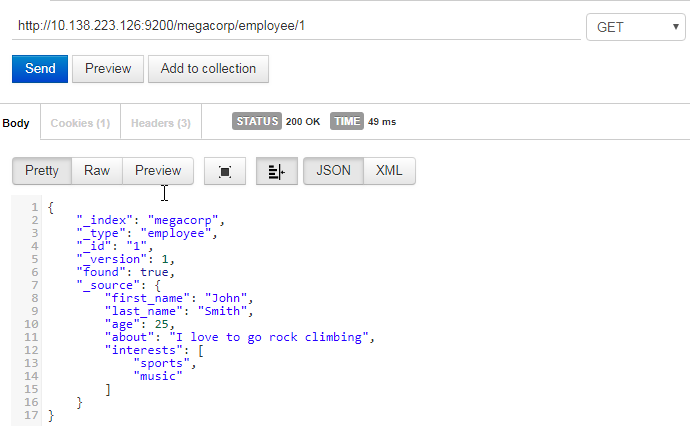 http://10.138.223.126:9200/megacorp/employee/1 GET
Send Preview Add to collection
Body Cookies (1) Headers (3) STATUS 200 OK TIME 49 ms
Pretty Raw Preview JSON XML
1 {
2 "_index": "megacorp",
3 "_type": "employee",
4 "_id": "1",
5 "_version": 1,
6 "found": true,
7 "_source": {
8 "first_name": "John",
9 "last_name": "Smith",
10 "age": 25,
11 "about": "I love to go rock climbing",
12 "interests": [
13 "sports",
14 "music"
15 ]
16 }
17 }